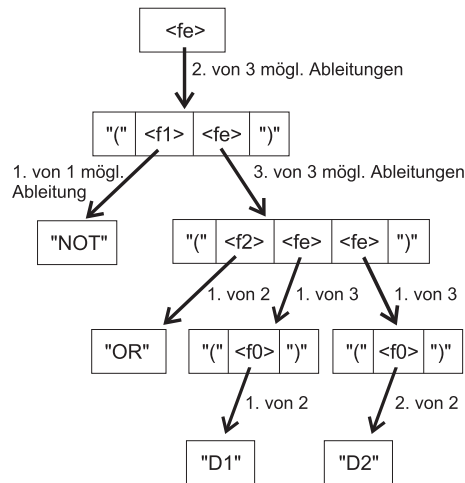 <fe>
2. von 3 mögl. Ableitungen
"(" <f1> <fe> ")"
1. von 1 mögl.
Ableitung
3. von 3 mögl. Ableitungen
"NOT"
"(" <f2> <fe> <fe> ")"
1. von 2
1. von 3
1. von 3
"OR"
"(" <f0> ")"
"(" <f0> ")"
1. von 2
2. von 2
"D1"
"D2"